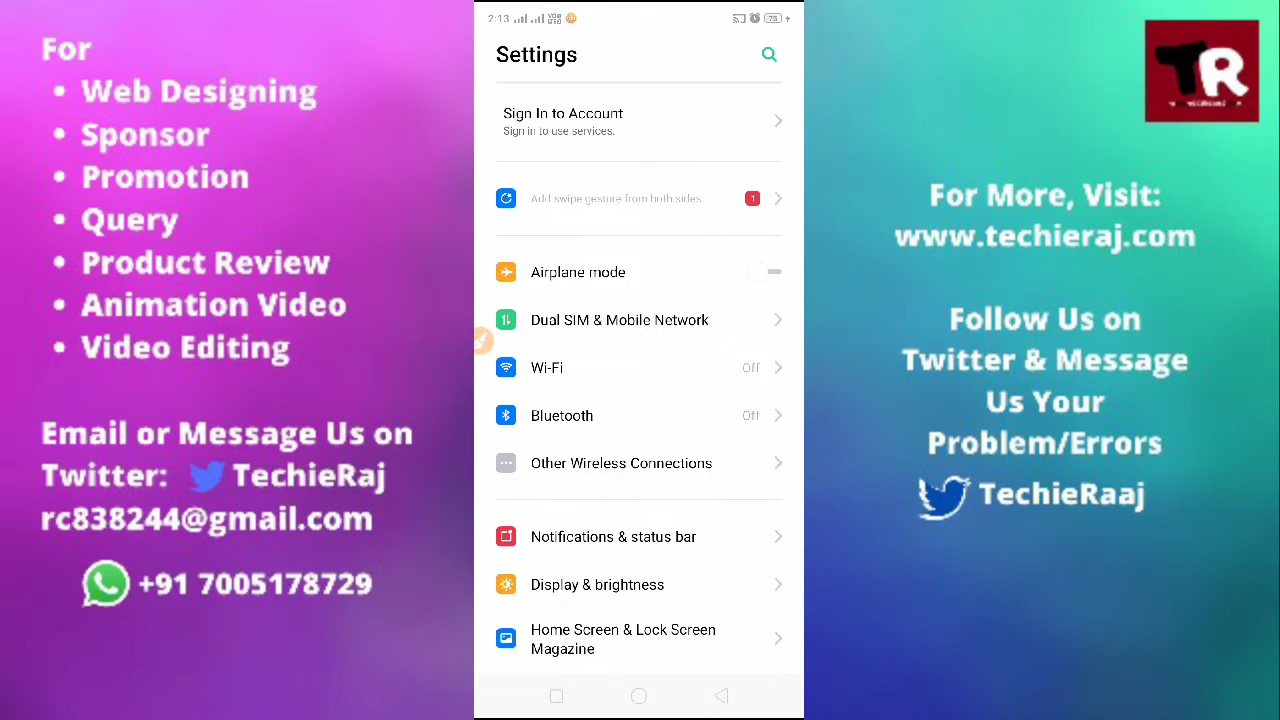 For
• Web Designing
• Sponsor
• Promotion
• Query
• Product Review
• Animation Video
• Video Editing
Email or Message Us on
Twitter: TechieRaj
rc838244@gmail.com
+91 7005178729
2:13
75
Settings
Sign In to Account
Sign in to use services.
Add swipe gesture from both sides 1
Airplane mode
Dual SIM & Mobile Network
Wi-Fi Off
Bluetooth Off
Other Wireless Connections
Notifications & status bar
Display & brightness
Home Screen & Lock Screen
Magazine
TR
For More, Visit:
www.techieraj.com
Follow Us on
Twitter & Message
Us Your
Problem/Errors
TechieRaaj